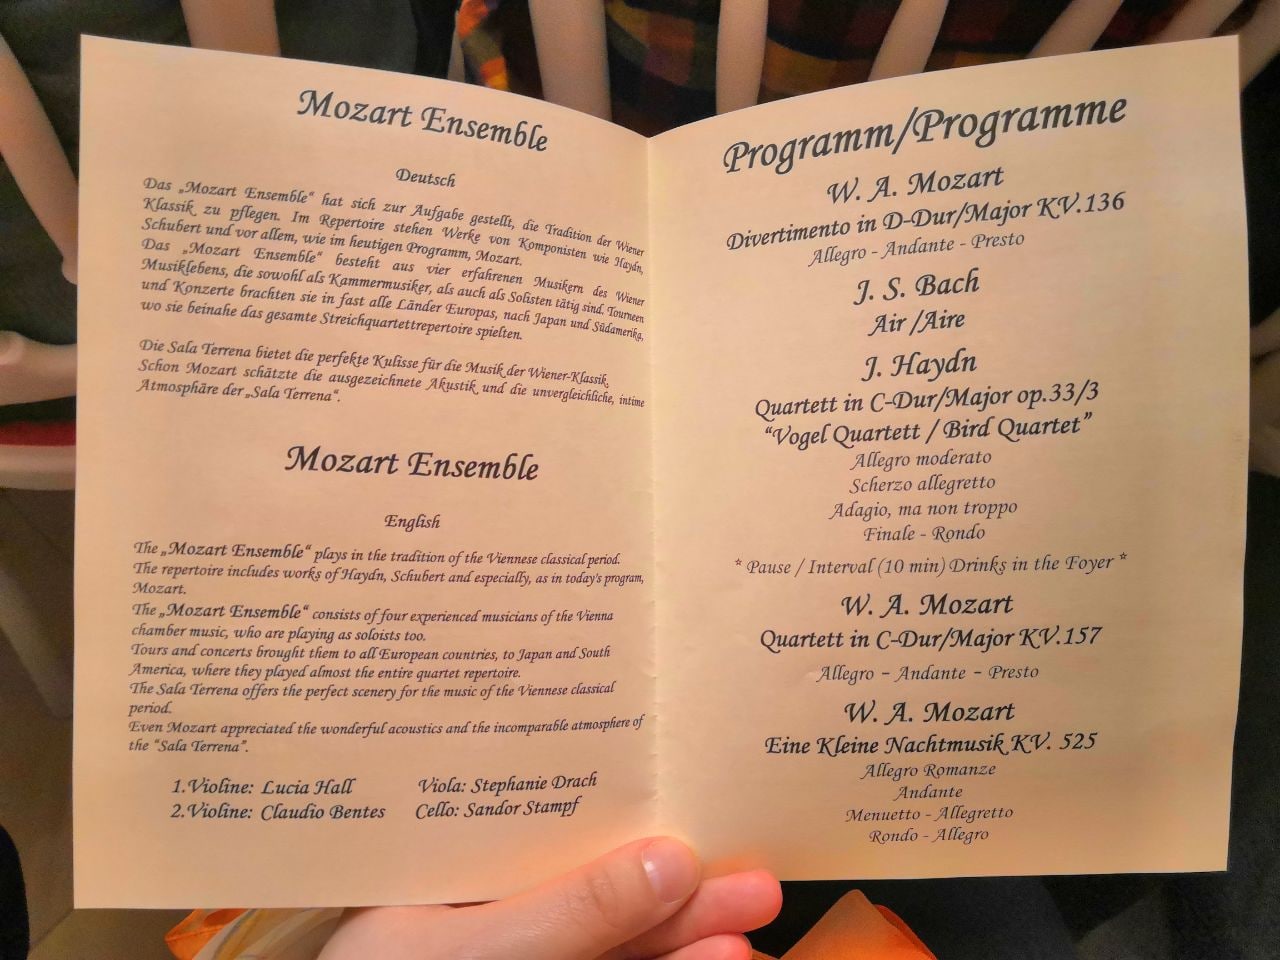 Mozart Ensemble
Deutsch
Das „Mozart Ensemble“ hat sich zur Aufgabe gestellt, die Tradition der Wiener
Klassik zu pflegen. Im Repertoire stehen Werke von Komponisten wie Haydn,
Schubert und vor allem, wie im heutigen Programm, Mozart.
Das „Mozart Ensemble“ besteht aus vier erfahrenen Musikern des Wiener
Musiklebens, die sowohl als Kammermusiker, als auch als Solisten tätig sind. Tourneen
und Konzerte brachten sie in fast alle Länder Europas, nach Japan und Südamerika,
wo sie beinahe das gesamte Streichquartettrepertoire spielten.
Die Sala Terrena bietet die perfekte Kulisse für die Musik der Wiener-Klassik.
Schon Mozart schätzte die ausgezeichnete Akustik und die unvergleichliche, intime
Atmosphäre der „Sala Terrena“.
Mozart Ensemble
English
The „Mozart Ensemble“ plays in the tradition of the Viennese classical period.
The repertoire includes works of Haydn, Schubert and especially, as in today's program,
Mozart.
The „Mozart Ensemble“ consists of four experienced musicians of the Vienna
chamber music, who are playing as soloists too.
Tours and concerts brought them to all European countries, to Japan and South
America, where they played almost the entire quartet repertoire.
The Sala Terrena offers the perfect scenery for the music of the Viennese classical
period.
Even Mozart appreciated the wonderful acoustics and the incomparable atmosphere of
the “Sala Terrena”.
1.Violine: Lucia Hall Viola: Stephanie Drach
2.Violine: Claudio Bentes Cello: Sandor Stampf
Programm/Programme
W. A. Mozart
Divertimento in D-Dur/Major KV.136
Allegro - Andante - Presto
J. S. Bach
Air /Aire
J. Haydn
Quartett in C-Dur/Major op.33/3
“Vogel Quartett / Bird Quartet”
Allegro moderato
Scherzo allegretto
Adagio, ma non troppo
Finale - Rondo
* Pause / Interval (10 min) Drinks in the Foyer *
W. A. Mozart
Quartett in C-Dur/Major KV.157
Allegro – Andante – Presto
W. A. Mozart
Eine Kleine Nachtmusik KV. 525
Allegro Romanze
Andante
Menuetto - Allegretto
Rondo - Allegro